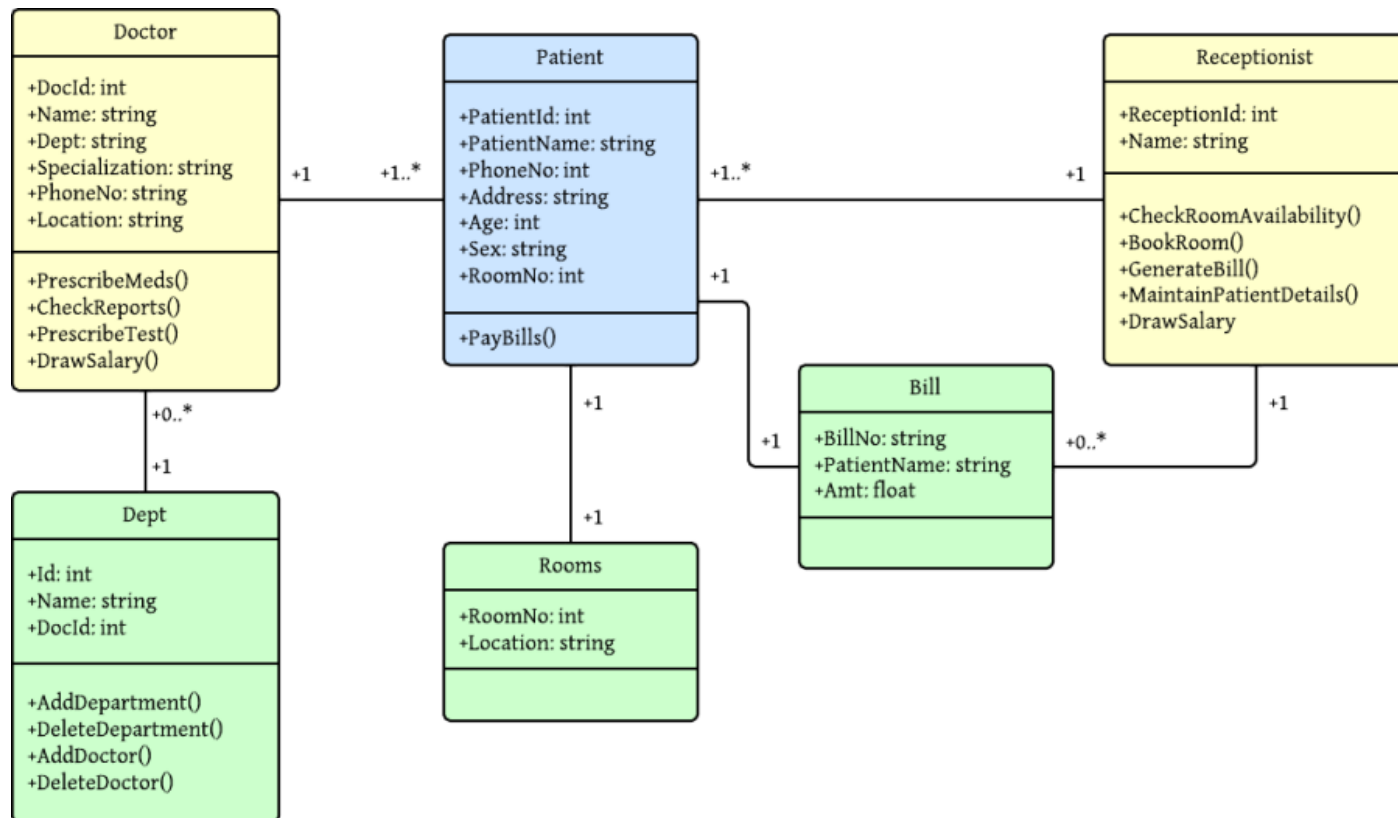 Doctor
+DocId: int
+Name: string
+Dept: string
+Specialization: string
+PhoneNo: string
+Location: string
+PrescribeMeds()
+CheckReports()
+PrescribeTest()
+DrawSalary()
+1
+1..*
Patient
+PatientId: int
+PatientName: string
+PhoneNo: int
+Address: string
+Age: int
+Sex: string
+RoomNo: int
+PayBills()
+1..*
+1
Receptionist
+ReceptionId: int
+Name: string
+CheckRoomAvailability()
+BookRoom()
+GenerateBill()
+MaintainPatientDetails()
+DrawSalary
+0..*
+1
Dept
+Id: int
+Name: string
+DocId: int
+AddDepartment()
+DeleteDepartment()
+AddDoctor()
+DeleteDoctor()
+1
+1
Rooms
+RoomNo: int
+Location: string
+1
+1
Bill
+BillNo: string
+PatientName: string
+Amt: float
+0..*
+1